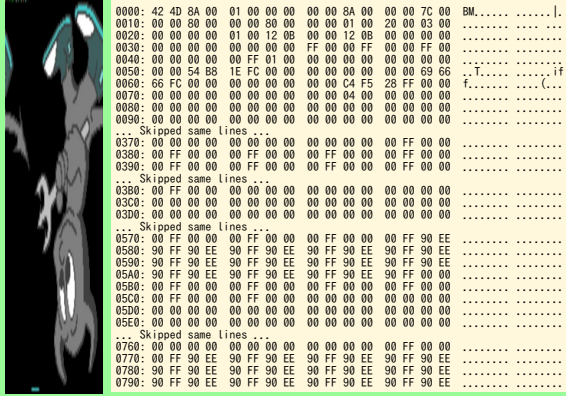 0000: 42 4D 8A 00 01 00 00 00 00 00 8A 00 00 00 7C 00 BM...... ......|.
0010: 00 00 80 00 00 00 80 00 00 00 01 00 20 00 03 00 ........ .... ...
0020: 00 00 00 00 01 00 12 0B 00 00 12 0B 00 00 00 00 ........ ........
0030: 00 00 00 00 00 00 00 00 FF 00 00 FF 00 00 FF 00 ........ ........
0040: 00 00 00 00 00 FF 01 00 00 00 00 00 00 00 00 00 ........ ........
0050: 00 00 54 B8 1E FC 00 00 00 00 00 00 00 00 69 66 ..T..... ......if
0060: 66 FC 00 00 00 00 00 00 00 00 C4 F5 28 FF 00 00 f....... ....(...
0070: 00 00 00 00 00 00 00 00 00 00 04 00 00 00 00 00 ........ ........
0080: 00 00 00 00 00 00 00 00 00 00 00 00 00 00 00 00 ........ ........
0090: 00 00 00 00 00 00 00 00 00 00 00 00 00 00 00 00 ........ ........
... Skipped same lines ...
0370: 00 00 00 00 00 00 00 00 00 00 00 00 00 FF 00 00 ........ ........
0380: 00 FF 00 00 00 FF 00 00 00 FF 00 00 00 FF 00 00 ........ ........
0390: 00 FF 00 00 00 FF 00 00 00 FF 00 00 00 FF 00 00 ........ ........
... Skipped same lines ...
03B0: 00 FF 00 00 00 00 00 00 00 00 00 00 00 00 00 00 ........ ........
03C0: 00 00 00 00 00 00 00 00 00 00 00 00 00 00 00 00 ........ ........
03D0: 00 00 00 00 00 00 00 00 00 00 00 00 00 00 00 00 ........ ........
... Skipped same lines ...
0570: 00 FF 00 00 00 FF 00 00 00 FF 00 00 00 FF 90 EE ........ ........
0580: 90 FF 90 EE 90 FF 90 EE 90 FF 90 EE 90 FF 90 EE ........ ........
0590: 90 FF 90 EE 90 FF 90 EE 90 FF 90 EE 90 FF 90 EE ........ ........
05A0: 90 FF 90 EE 90 FF 90 EE 90 FF 90 EE 90 FF 00 00 ........ ........
05B0: 00 FF 00 00 00 FF 00 00 00 FF 00 00 00 FF 00 00 ........ ........
05C0: 00 FF 00 00 00 00 00 00 00 00 00 00 00 00 00 00 ........ ........
05D0: 00 00 00 00 00 00 00 00 00 00 00 00 00 00 00 00 ........ ........
05E0: 00 00 00 00 00 00 00 00 00 00 00 00 00 00 00 00 ........ ........
... Skipped same lines ...
0760: 00 00 00 00 00 00 00 00 00 00 00 00 00 FF 00 00 ........ ........
0770: 00 FF 90 EE 90 FF 90 EE 90 FF 90 EE 90 FF 90 EE ........ ........
0780: 90 FF 90 EE 90 FF 90 EE 90 FF 90 EE 90 FF 90 EE ........ ........
0790: 90 FF 90 EE 90 FF 90 EE 90 FF 90 EE 90 FF 90 EE ........ ........